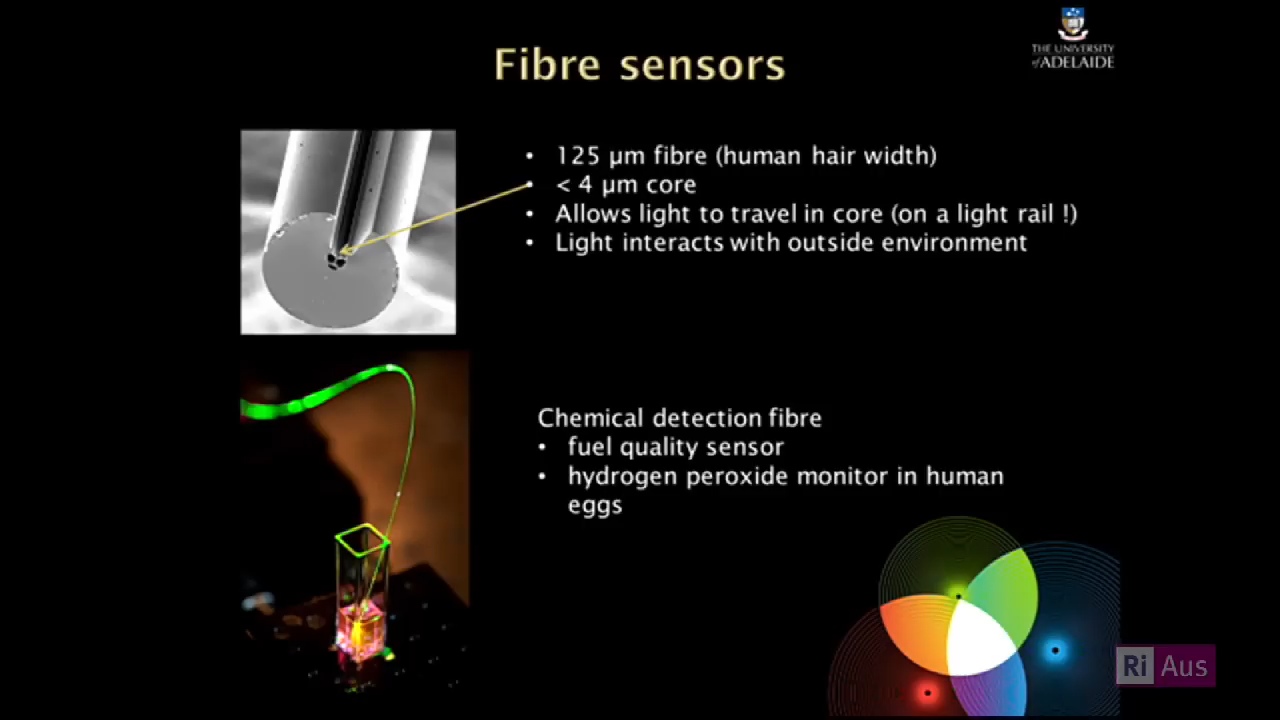 THE UNIVERSITY
of ADELAIDE
Fibre sensors
• 125 µm fibre (human hair width)
• < 4 µm core
• Allows light to travel in core (on a light rail !)
• Light interacts with outside environment
Chemical detection fibre
• fuel quality sensor
• hydrogen peroxide monitor in human
eggs
Ri Aus